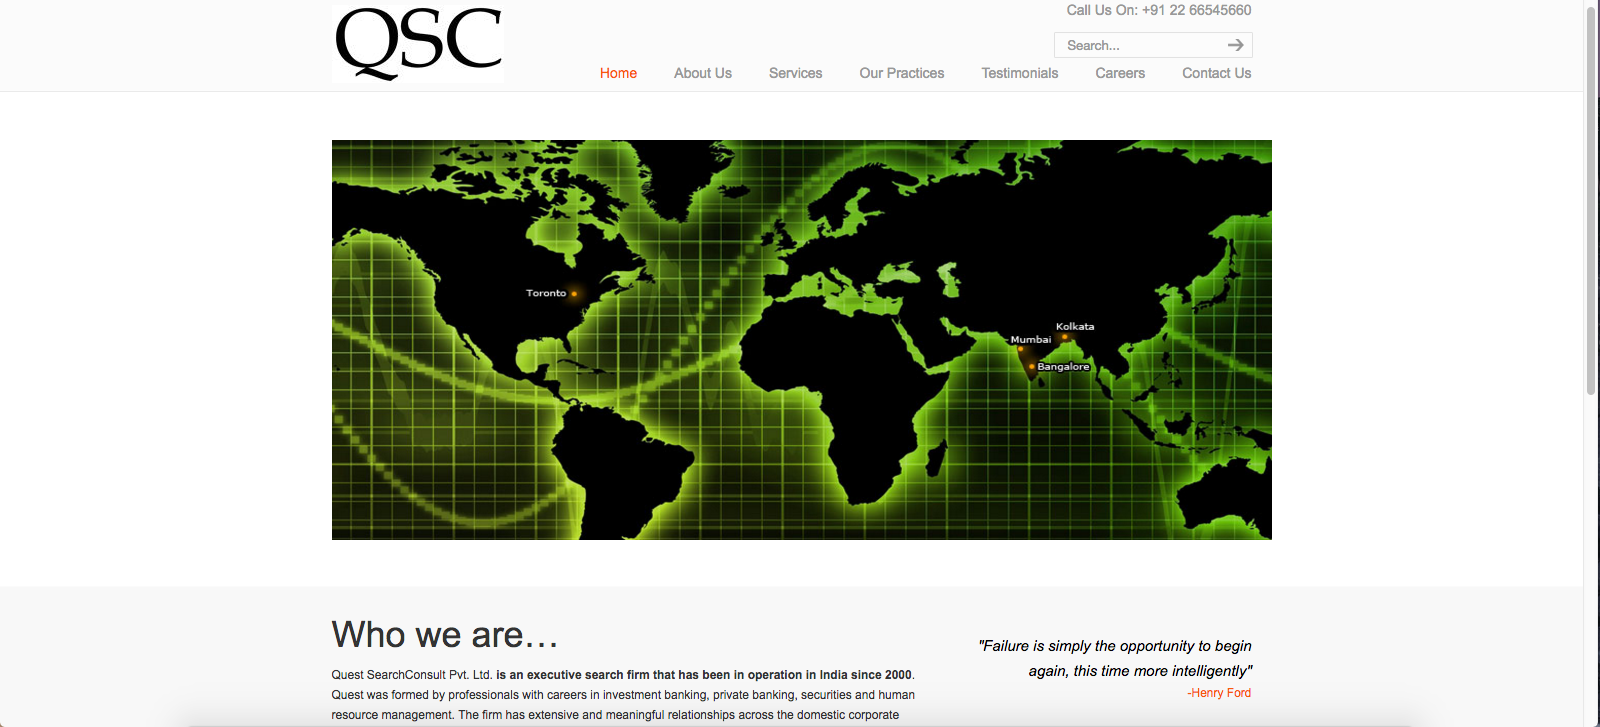 QSC
Call Us On: +91 22 66545660
Search...
Home About Us Services Our Practices Testimonials Careers Contact Us
Toronto
Kolkata
Mumbai
Bangalore
Who we are…
Quest SearchConsult Pvt. Ltd. is an executive search firm that has been in operation in India since 2000.
Quest was formed by professionals with careers in investment banking, private banking, securities and human
resource management. The firm has extensive and meaningful relationships across the domestic corporate
"Failure is simply the opportunity to begin
again, this time more intelligently"
-Henry Ford